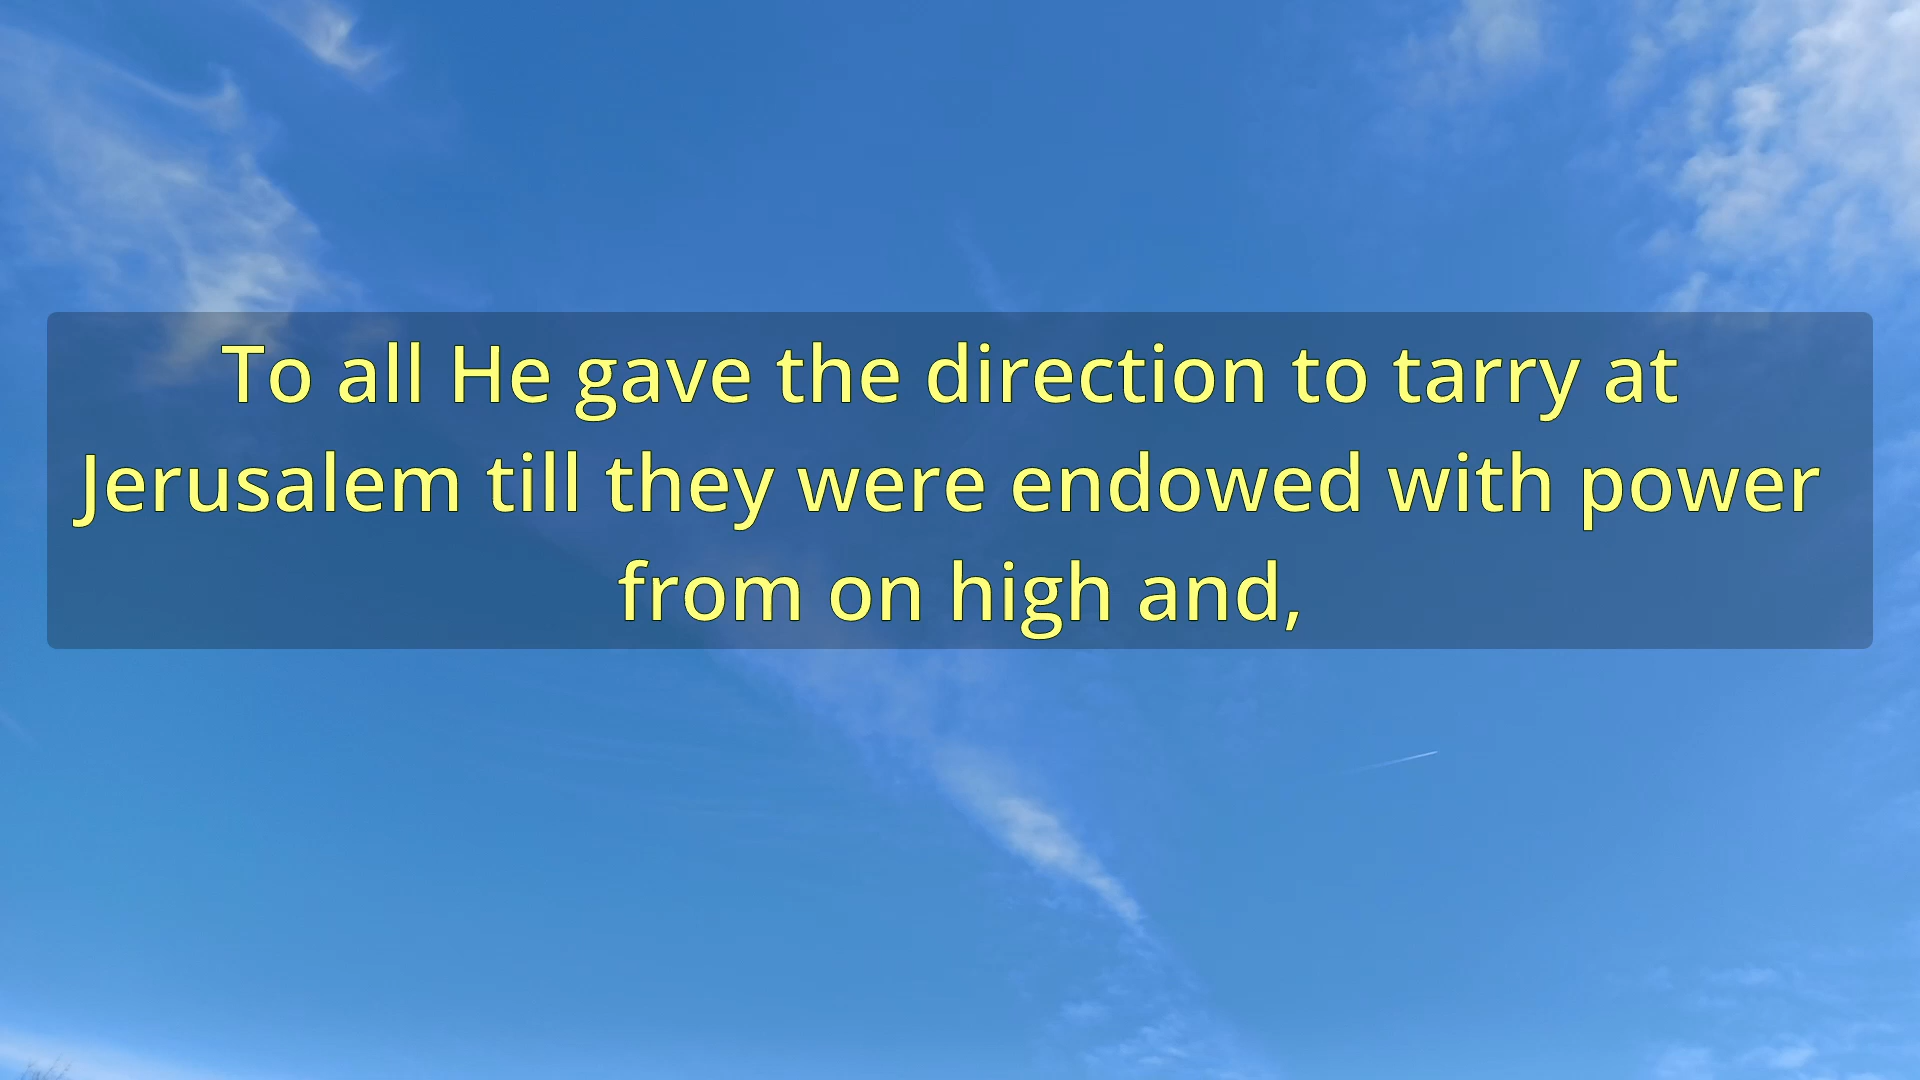 To all He gave the direction to tarry at
Jerusalem till they were endowed with power
from on high and,